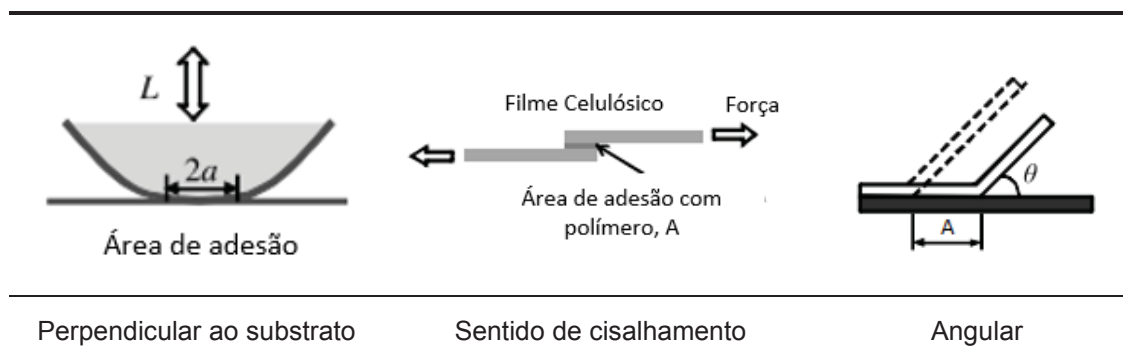 L
2a
Área de adesão
Filme Celulósico
Força
Área de adesão com
polímero, A
θ
A
Perpendicular ao substrato
Sentido de cisalhamento
Angular